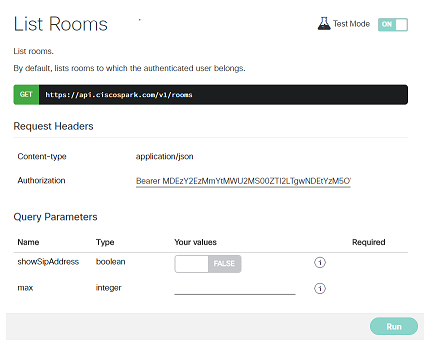 List Rooms
Test Mode ON
List rooms.
By default, lists rooms to which the authenticated user belongs.
GET https://api.ciscospark.com/v1/rooms
Request Headers
Content-type application/json
Authorization Bearer MDEzY2EzMmYtMWU2MS00ZTI2LTgwNDEtYzM5O
Query Parameters
Name Type Your values Required
showSipAddress boolean FALSE i
max integer i
Run